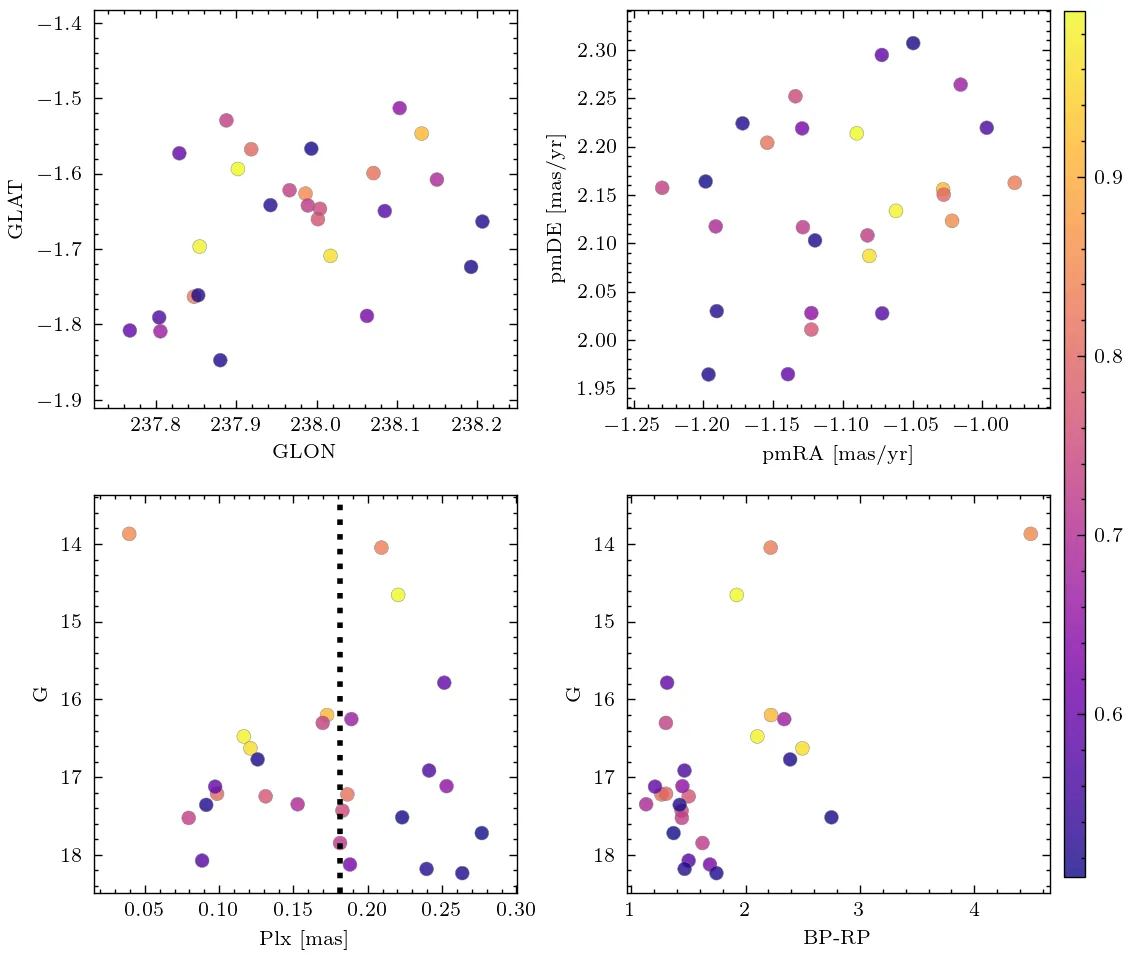 −1.4
−1.5
−1.6
−1.7
−1.8
−1.9
GLAT
237.8 237.9 238.0 238.1 238.2
GLON
2.30
2.25
2.20
2.15
2.10
2.05
2.00
1.95
pmDE [mas/yr]
−1.25 −1.20 −1.15 −1.10 −1.05 −1.00
pmRA [mas/yr]
14
15
16
17
18
G
0.05 0.10 0.15 0.20 0.25 0.30
Plx [mas]
14
15
16
17
18
G
1 2 3 4
BP-RP
0.9
0.8
0.7
0.6